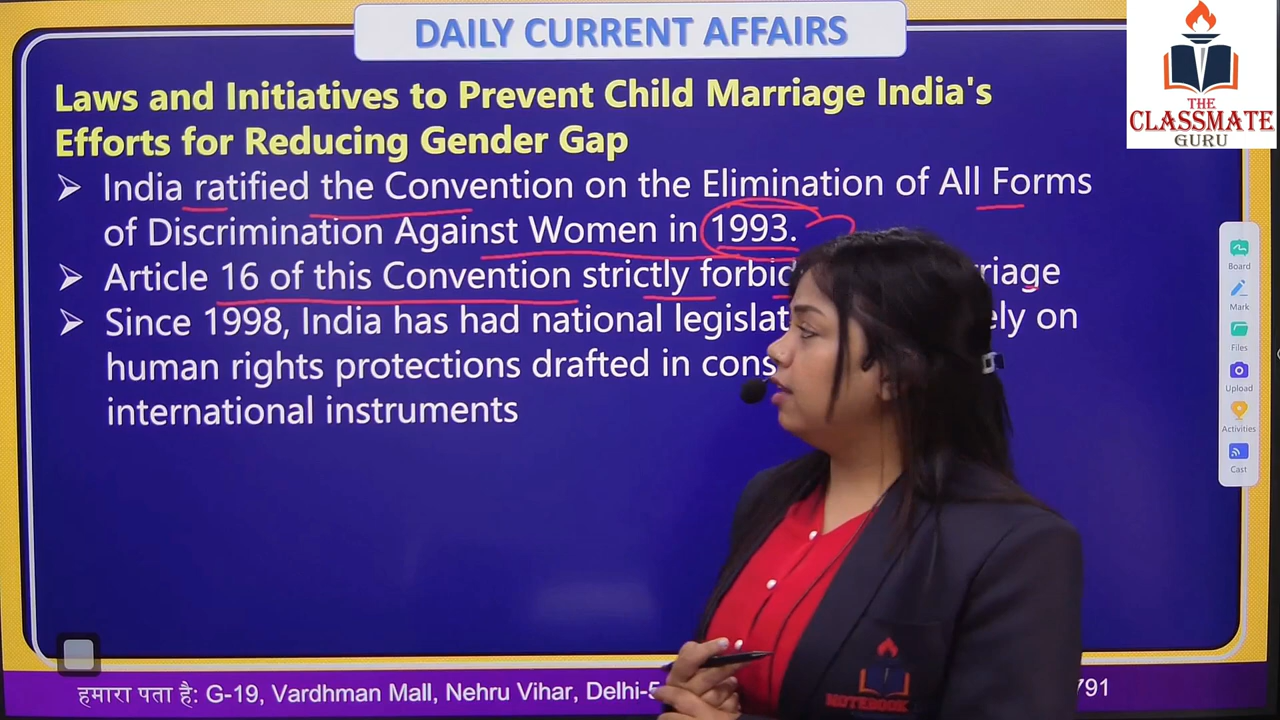 DAILY CURRENT AFFAIRS
THE
CLASSMATE
GURU
Laws and Initiatives to Prevent Child Marriage India's
Efforts for Reducing Gender Gap
➤ India ratified the Convention on the Elimination of All Forms
of Discrimination Against Women in 1993.
➤ Article 16 of this Convention strictly forbid
➤ Since 1998, India has had national legislat ely on
human rights protections drafted in cons
international instruments
Board
Mark
Files
Upload
Activities
Cast
NOTEBOOK
हमारा पता है: G-19, Vardhman Mall, Nehru Vihar, Delhi-5 791